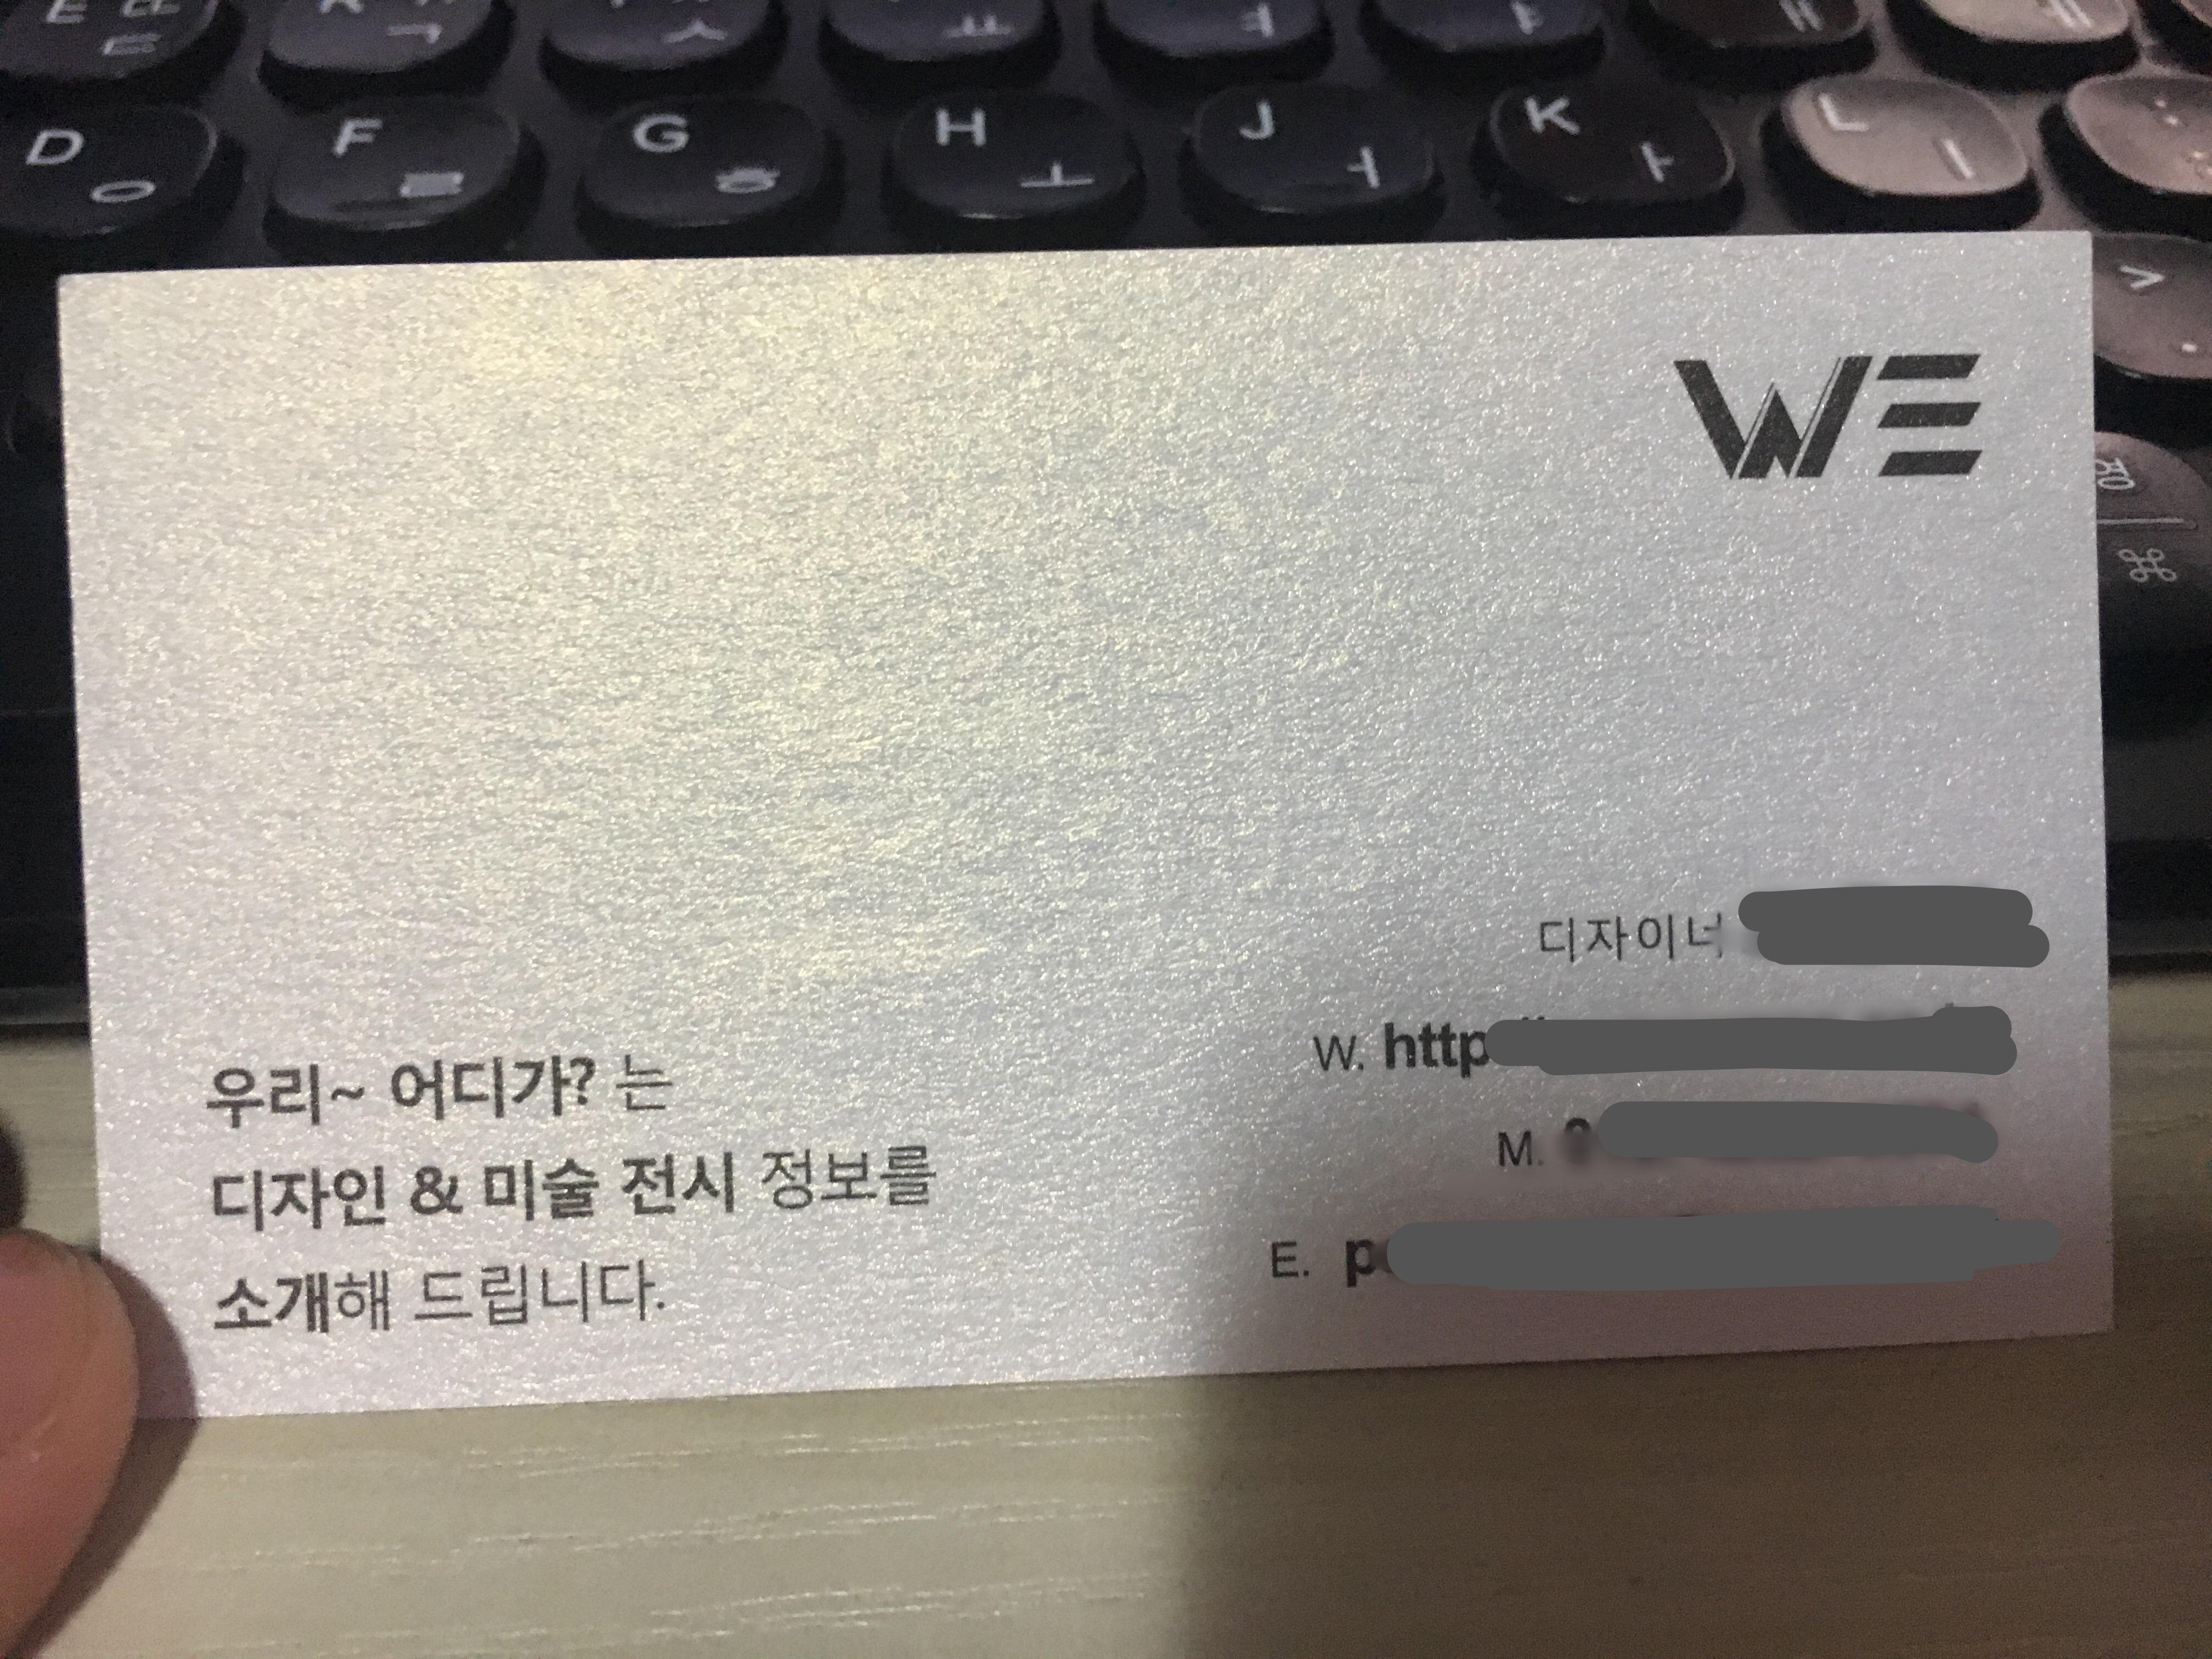 E ㄸ ㄷ
ㄱ
ㅅ
ㅛ
ㅕ
ㅑ
D ㅇ
F ㄹ
G ㅎ
H ㅗ
J ㅓ
K ㅏ
L ㅣ
>
.
⌘
WE
디자이너
W. http
M.
E. p
우리~ 어디가? 는
디자인 & 미술 전시 정보를
소개해 드립니다.